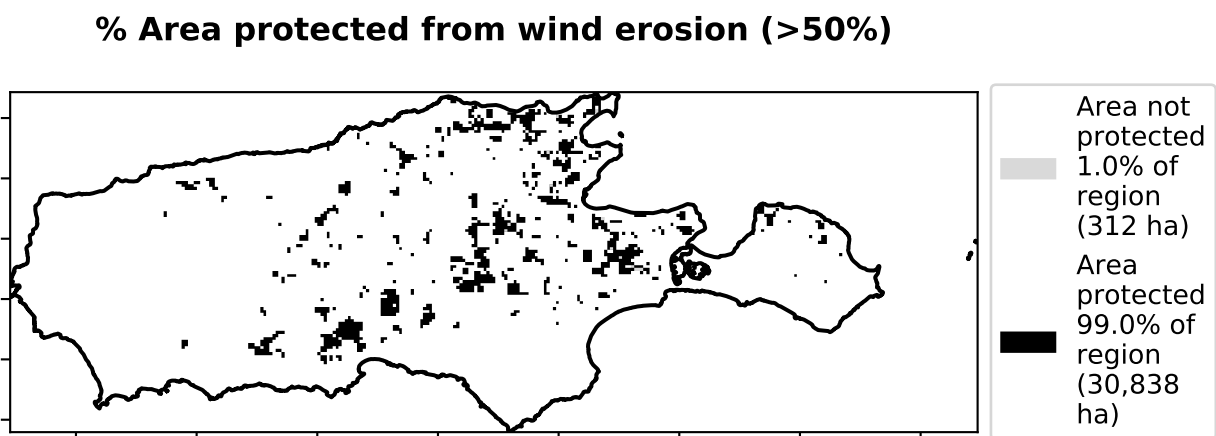 % Area protected from wind erosion (>50%)
Area not
protected
1.0% of
region
(312 ha)
Area
protected
99.0% of
region
(30,838
ha)